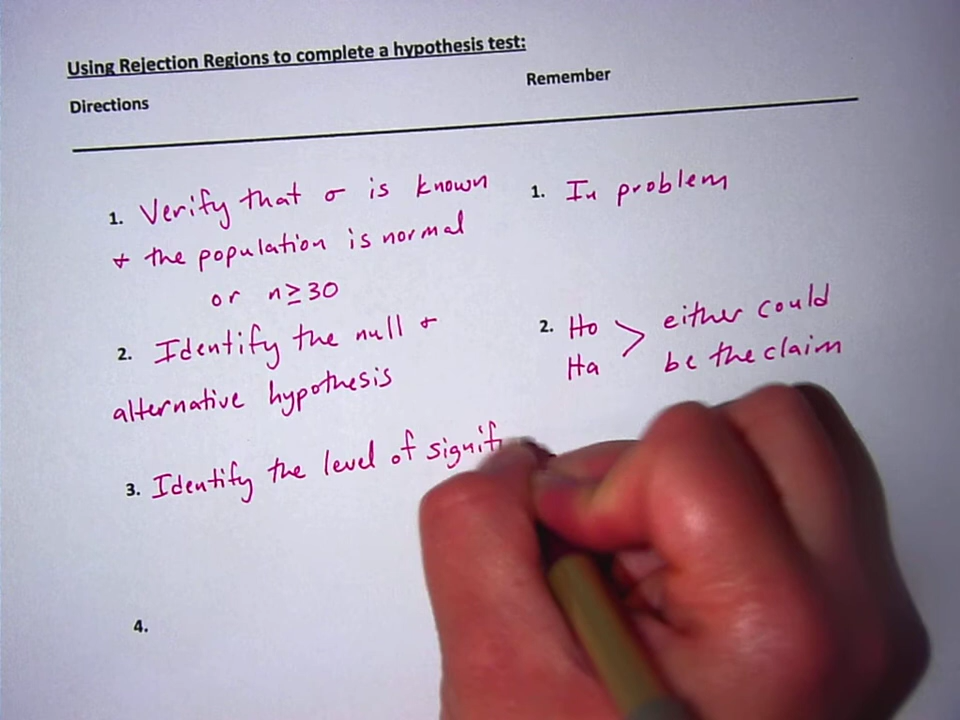 Using Rejection Regions to complete a hypothesis test:
Directions
Remember
1. Verify that σ is known
+ the population is normal
or n ≥ 30
1. In problem
2. Identify the null +
alternative hypothesis
2. Ho > either could
Ha be the claim
3. Identify the level of signif
4.